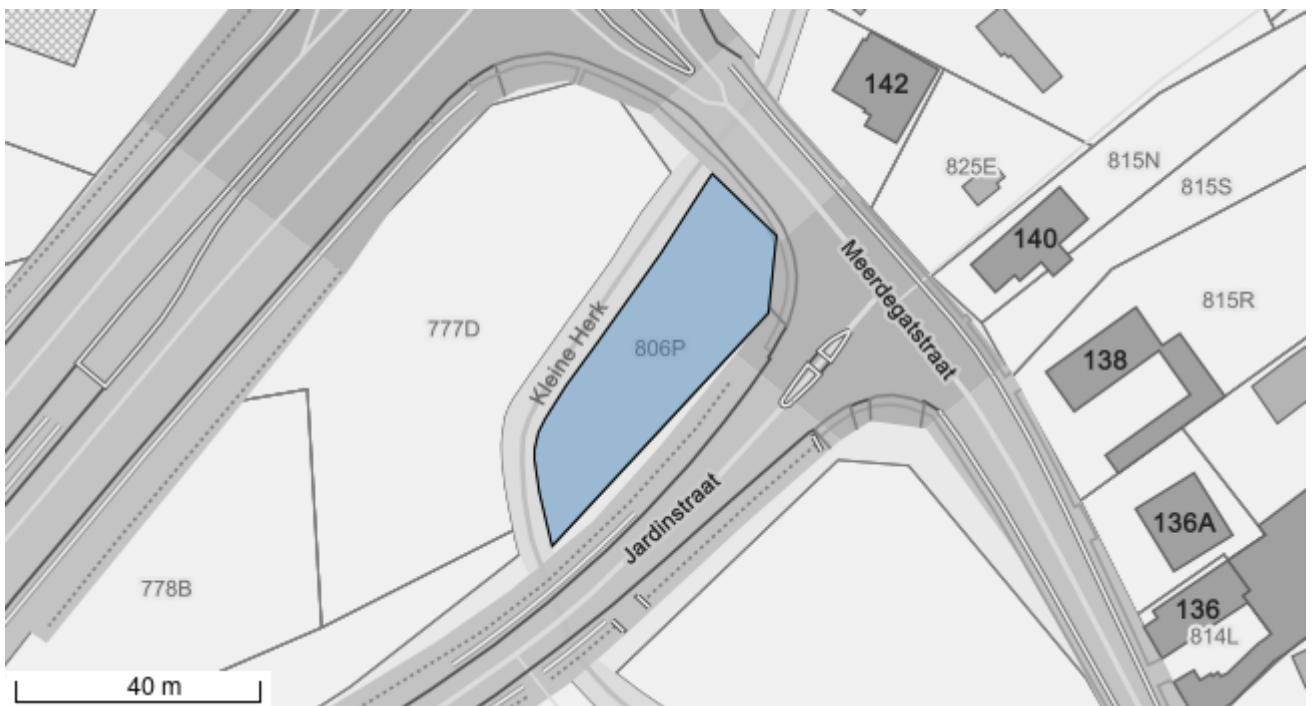 142
825E
815N
815S
140
Meerdegatstraat
815R
777D
Kleine Herk
806P
138
Jardinstraat
136A
778B
136
814L
40 m